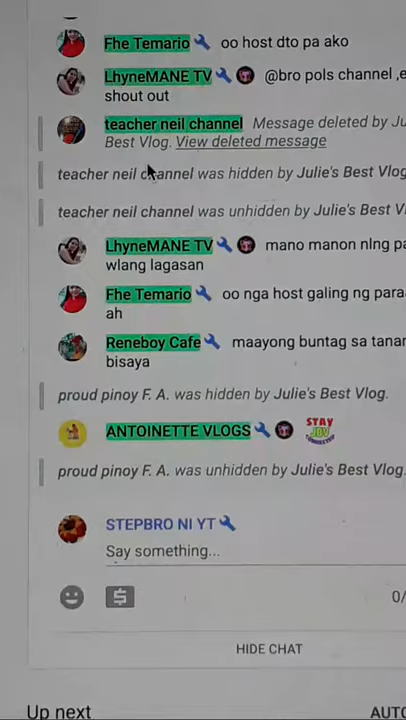 Fhe Temario oo host dto pa ako
LhyneMANE TV @bro pols channel ,e
shout out
teacher neil channel Message deleted by Ju
Best Vlog. View deleted message
teacher neil channel was hidden by Julie's Best Vlog
teacher neil channel was unhidden by Julie's Best V
LhyneMANE TV mano manon nlng pa
wlang lagasan
Fhe Temario oo nga host galing ng para
ah
Reneboy Cafe maayong buntag sa tanan
bisaya
proud pinoy F. A. was hidden by Julie's Best Vlog.
ANTOINETTE VLOGS STAY JOY CONNECTED
proud pinoy F. A. was unhidden by Julie's Best Vlog.
STEPBRO NI YT
Say something...
0/
HIDE CHAT
Up next AUTO